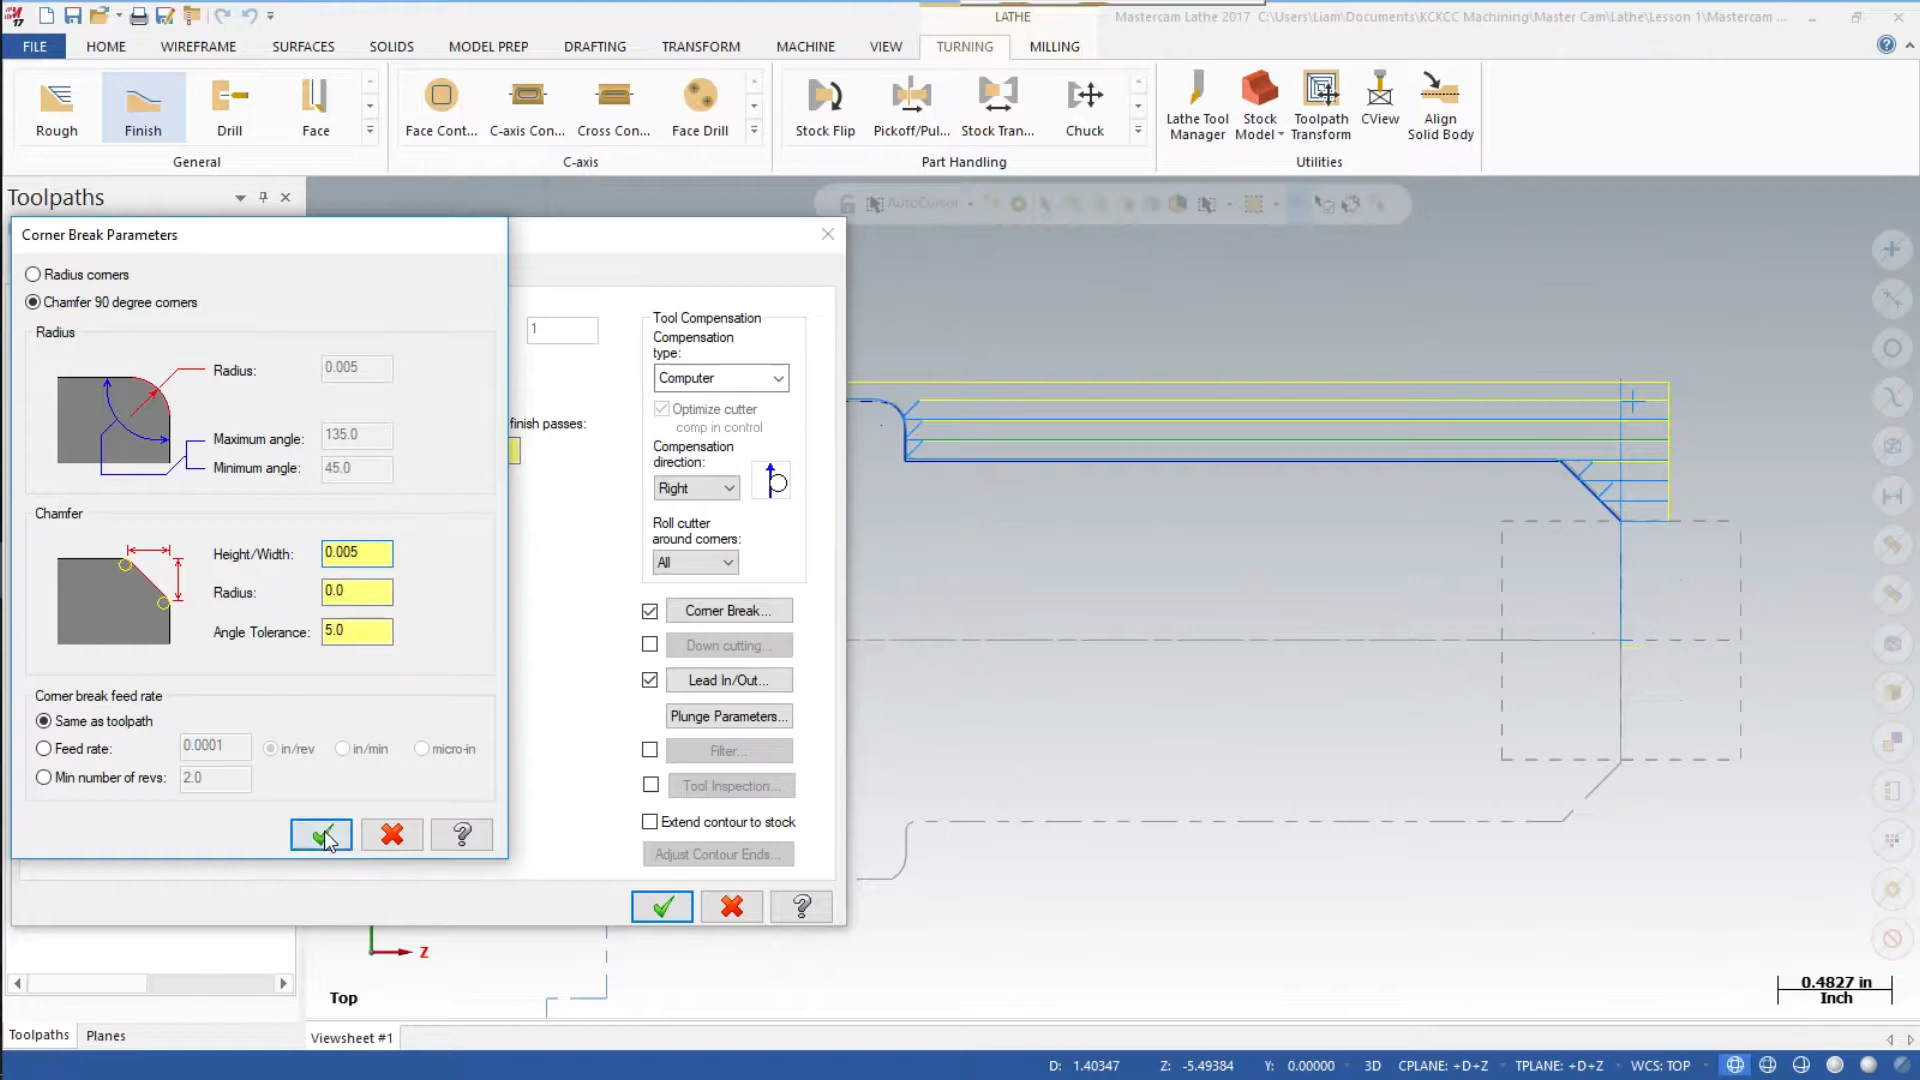 LATHE
Mastercam Lathe 2017 C:\Users\Liam\Documents\KCKCC Machining\Master Cam\Lathe\Lesson 1\Mastercam ...
17
FILE HOME WIREFRAME SURFACES SOLIDS MODEL PREP DRAFTING TRANSFORM MACHINE VIEW TURNING MILLING
Rough Finish Drill Face
Face Cont... C-axis Con... Cross Con... Face Drill
Stock Flip Pickoff/Pul... Stock Tran... Chuck
Lathe Tool Manager Stock Model Toolpath Transform CView Align Solid Body
General C-axis Part Handling Utilities
Toolpaths
AutoCursor
Corner Break Parameters
Radius corners
Chamfer 90 degree corners
Radius
Radius: 0.005
Maximum angle: 135.0
Minimum angle: 45.0
Chamfer
Height/Width: 0.005
Radius: 0.0
Angle Tolerance: 5.0
Corner break feed rate
Same as toolpath
Feed rate: 0.0001 in/rev in/min micro-in
Min number of revs: 2.0
1
finish passes:
Tool Compensation
Compensation
type:
Computer
Optimize cutter
comp in control
Compensation
direction:
Right
Roll cutter
around corners:
All
Corner Break...
Down cutting...
Lead In/Out...
Plunge Parameters...
Filter...
Tool Inspection...
Extend contour to stock
Adjust Contour Ends...
Z
Top
0.4827 in
Inch
Toolpaths Planes
Viewsheet #1
D: 1.40347 Z: -5.49384 Y: 0.00000 3D CPLANE: +D+Z TPLANE: +D+Z WCS: TOP